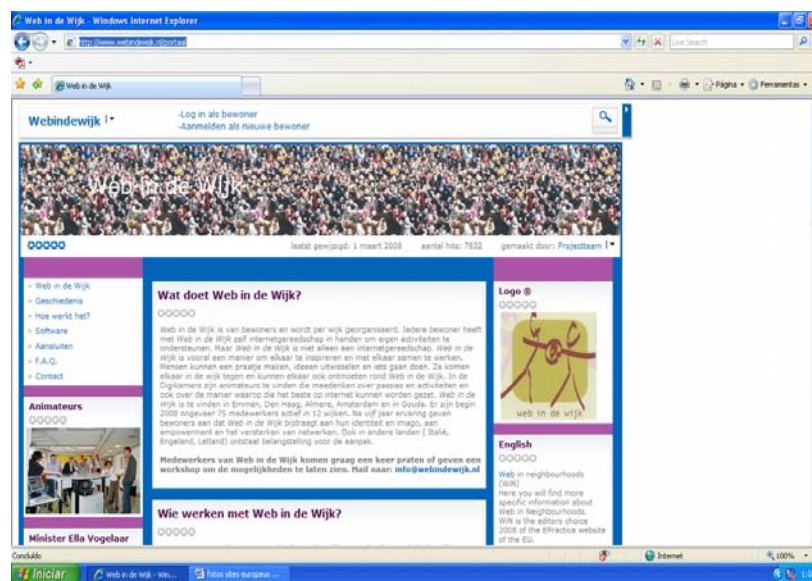 Web in de Wijk - Windows Internet Explorer
http://www.webindewijk.nl/portaal
Live Search
Web in de Wijk
Página
Ferramentas
Webindewijk
-Log in als bewoner
-Aanmelden als nieuwe bewoner
Web in de Wijk
laatst gewijzigd: 1 maart 2008 aantal hits: 7632 gemaakt door: Projectteam
» Web in de Wijk
» Geschiedenis
» Hoe werkt het?
» Software
» Aansluiten
» F.A.Q.
» Contact
Animateurs
Minister Ella Vogelaar
Wat doet Web in de Wijk?
Web in de Wijk is van bewoners en wordt per wijk georganiseerd. Iedere bewoner heeft
met Web in de Wijk zelf internetgereedschap in handen om eigen activiteiten te
ondersteunen. Maar Web in de Wijk is niet alleen een internetgereedschap. Web in de
Wijk is vooral een manier om elkaar te inspireren en met elkaar samen te werken.
Mensen kunnen een praatje maken, ideeen uitwisselen en iets gaan doen. Ze komen
elkaar in de wijk tegen en kunnen elkaar ook ontmoeten rond Web in de Wijk. In de
Digikamers zijn animateurs te vinden die meedenken over passies en activiteiten en
ook over de manier waarop die het beste op internet kunnen worden gezet. Web in de
Wijk is te vinden in Emmen, Den Haag, Almere, Amsterdam en in Gouda. Er zijn begin
2008 ongeveer 75 medewerkers actief in 12 wijken. Na vijf jaar ervaring geven
bewoners aan dat Web in de Wijk bijdraagt aan hun identiteit en imago, aan
empowerment en het versterken van netwerken. Ook in andere landen ( Italië,
Engeland, Letland) ontstaat belangstelling voor de aanpak.
Medewerkers van Web in de Wijk komen graag een keer praten of geven een
workshop om de mogelijkheden te laten zien. Mail naar: info@webindewijk.nl
Wie werken met Web in de Wijk?
Logo ®
web in de wijk
English
Web in neighbourhoods
(WiN)
Here you will find more
specific information about
Web in Neighbourhoods.
WiN is the editors choice
2008 of the EPractice website
of the EU.
Concluído
Internet
100%
Iniciar
Web in de Wijk - Win...
Fotos sites europeus ...